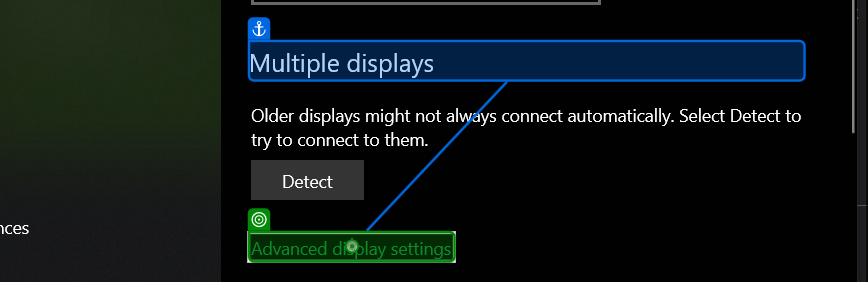 Multiple displays
Older displays might not always connect automatically. Select Detect to
try to connect to them.
Detect
nces
Advanced display settings